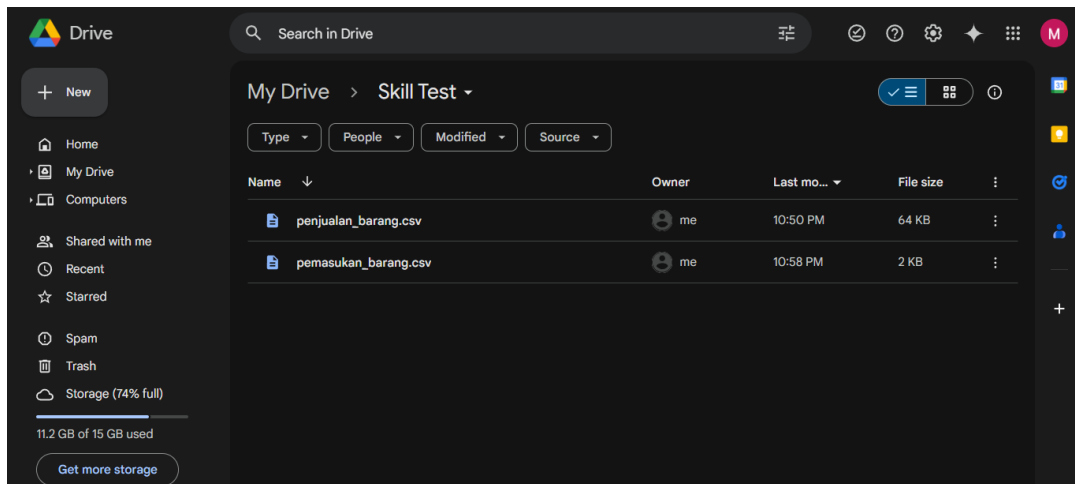 Drive
Search in Drive
M
New
My Drive > Skill Test
31
Type People Modified Source
Home
My Drive
Computers
Shared with me
Recent
Starred
Spam
Trash
Storage (74% full)
11.2 GB of 15 GB used
Get more storage
Name Owner Last mo... File size
penjualan_barang.csv me 10:50 PM 64 KB
pemasukan_barang.csv me 10:58 PM 2 KB